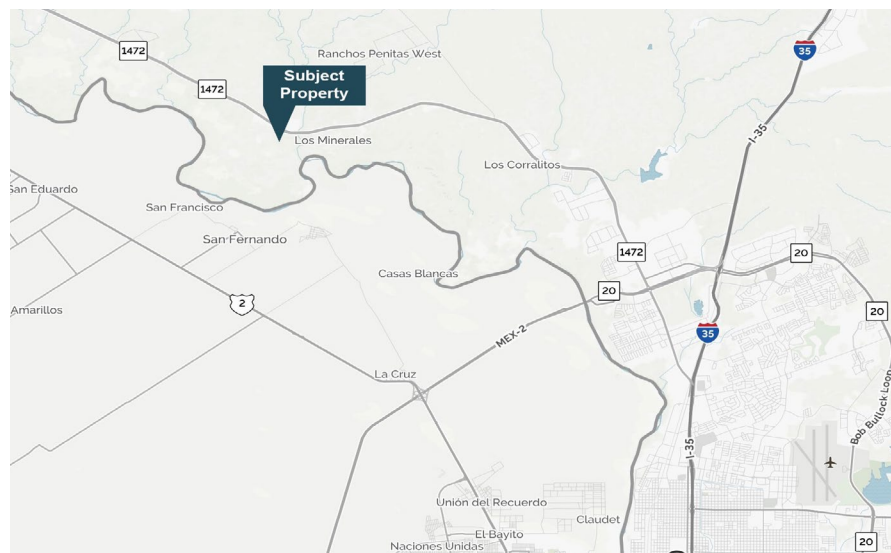 35
1472
Ranchos Penitas West
Subject
Property
1472
I-35
Los Minerales
Los Corralitos
San Eduardo
San Francisco
San Fernando
1472
20
Casas Blancas
20
2
Amarillos
20
35
MEX-2
La Cruz
Bob Bullock Loop
I-35
Unión del Recuerdo
Claudet
El Bayito
Naciones Unidas
20